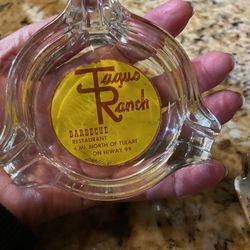 Tagus
Ranch
BARBECUE
RESTAURANT
4 MI. NORTH OF TULARE
ON HIWAY 99